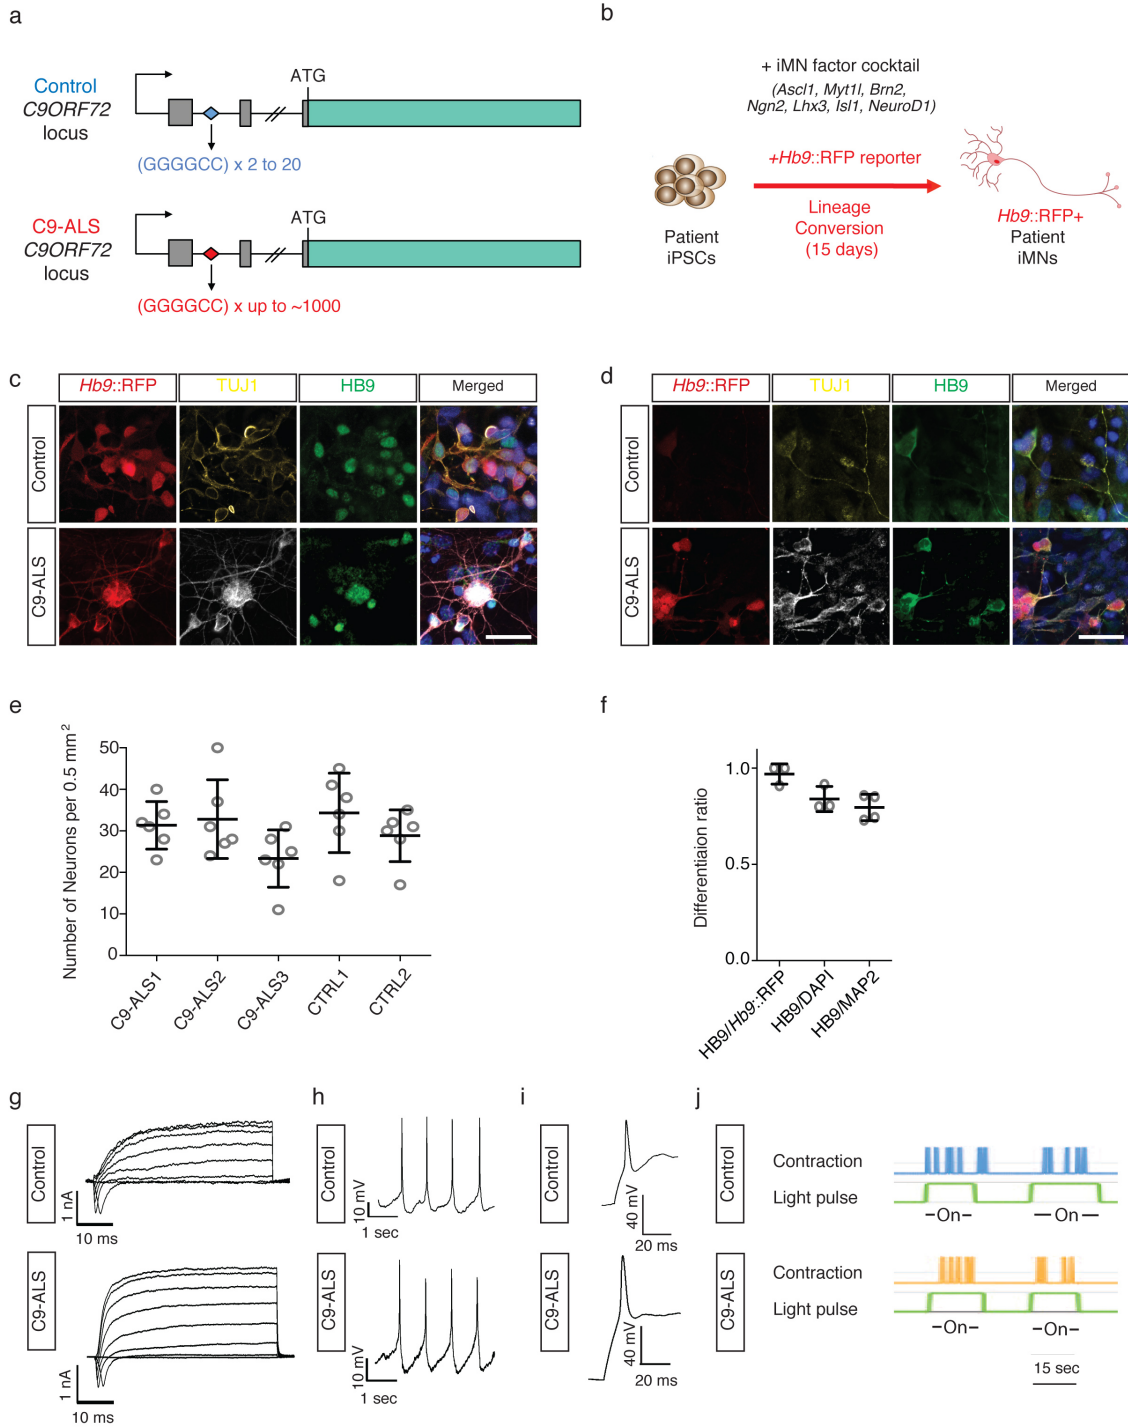 a
Control
C9ORF72
locus
ATG
(GGGGCC) x 2 to 20
C9-ALS
C9ORF72
locus
ATG
(GGGGCC) x up to ~1000
b
+ iMN factor cocktail
(Ascl1, Myt1l, Brn2,
Ngn2, Lhx3, Isl1, NeuroD1)
+Hb9::RFP reporter
Lineage
Conversion
(15 days)
Patient
iPSCs
Hb9::RFP+
Patient
iMNs
c
Hb9::RFP
TUJ1
HB9
Merged
Control
C9-ALS
d
Hb9::RFP
TUJ1
HB9
Merged
Control
C9-ALS
e
Number of Neurons per 0.5 mm²
50
40
30
20
10
0
C9-ALS1
C9-ALS2
C9-ALS3
CTRL1
CTRL2
f
Differentiaion ratio
1.0
0.5
0.0
HB9/Hb9::RFP
HB9/DAPI
HB9/MAP2
g
Control
1 nA
10 ms
C9-ALS
1 nA
10 ms
h
Control
10 mV
1 sec
C9-ALS
10 mV
1 sec
i
Control
40 mV
20 ms
C9-ALS
40 mV
20 ms
j
Control
Contraction
Light pulse
On
On
C9-ALS
Contraction
Light pulse
On
On
15 sec